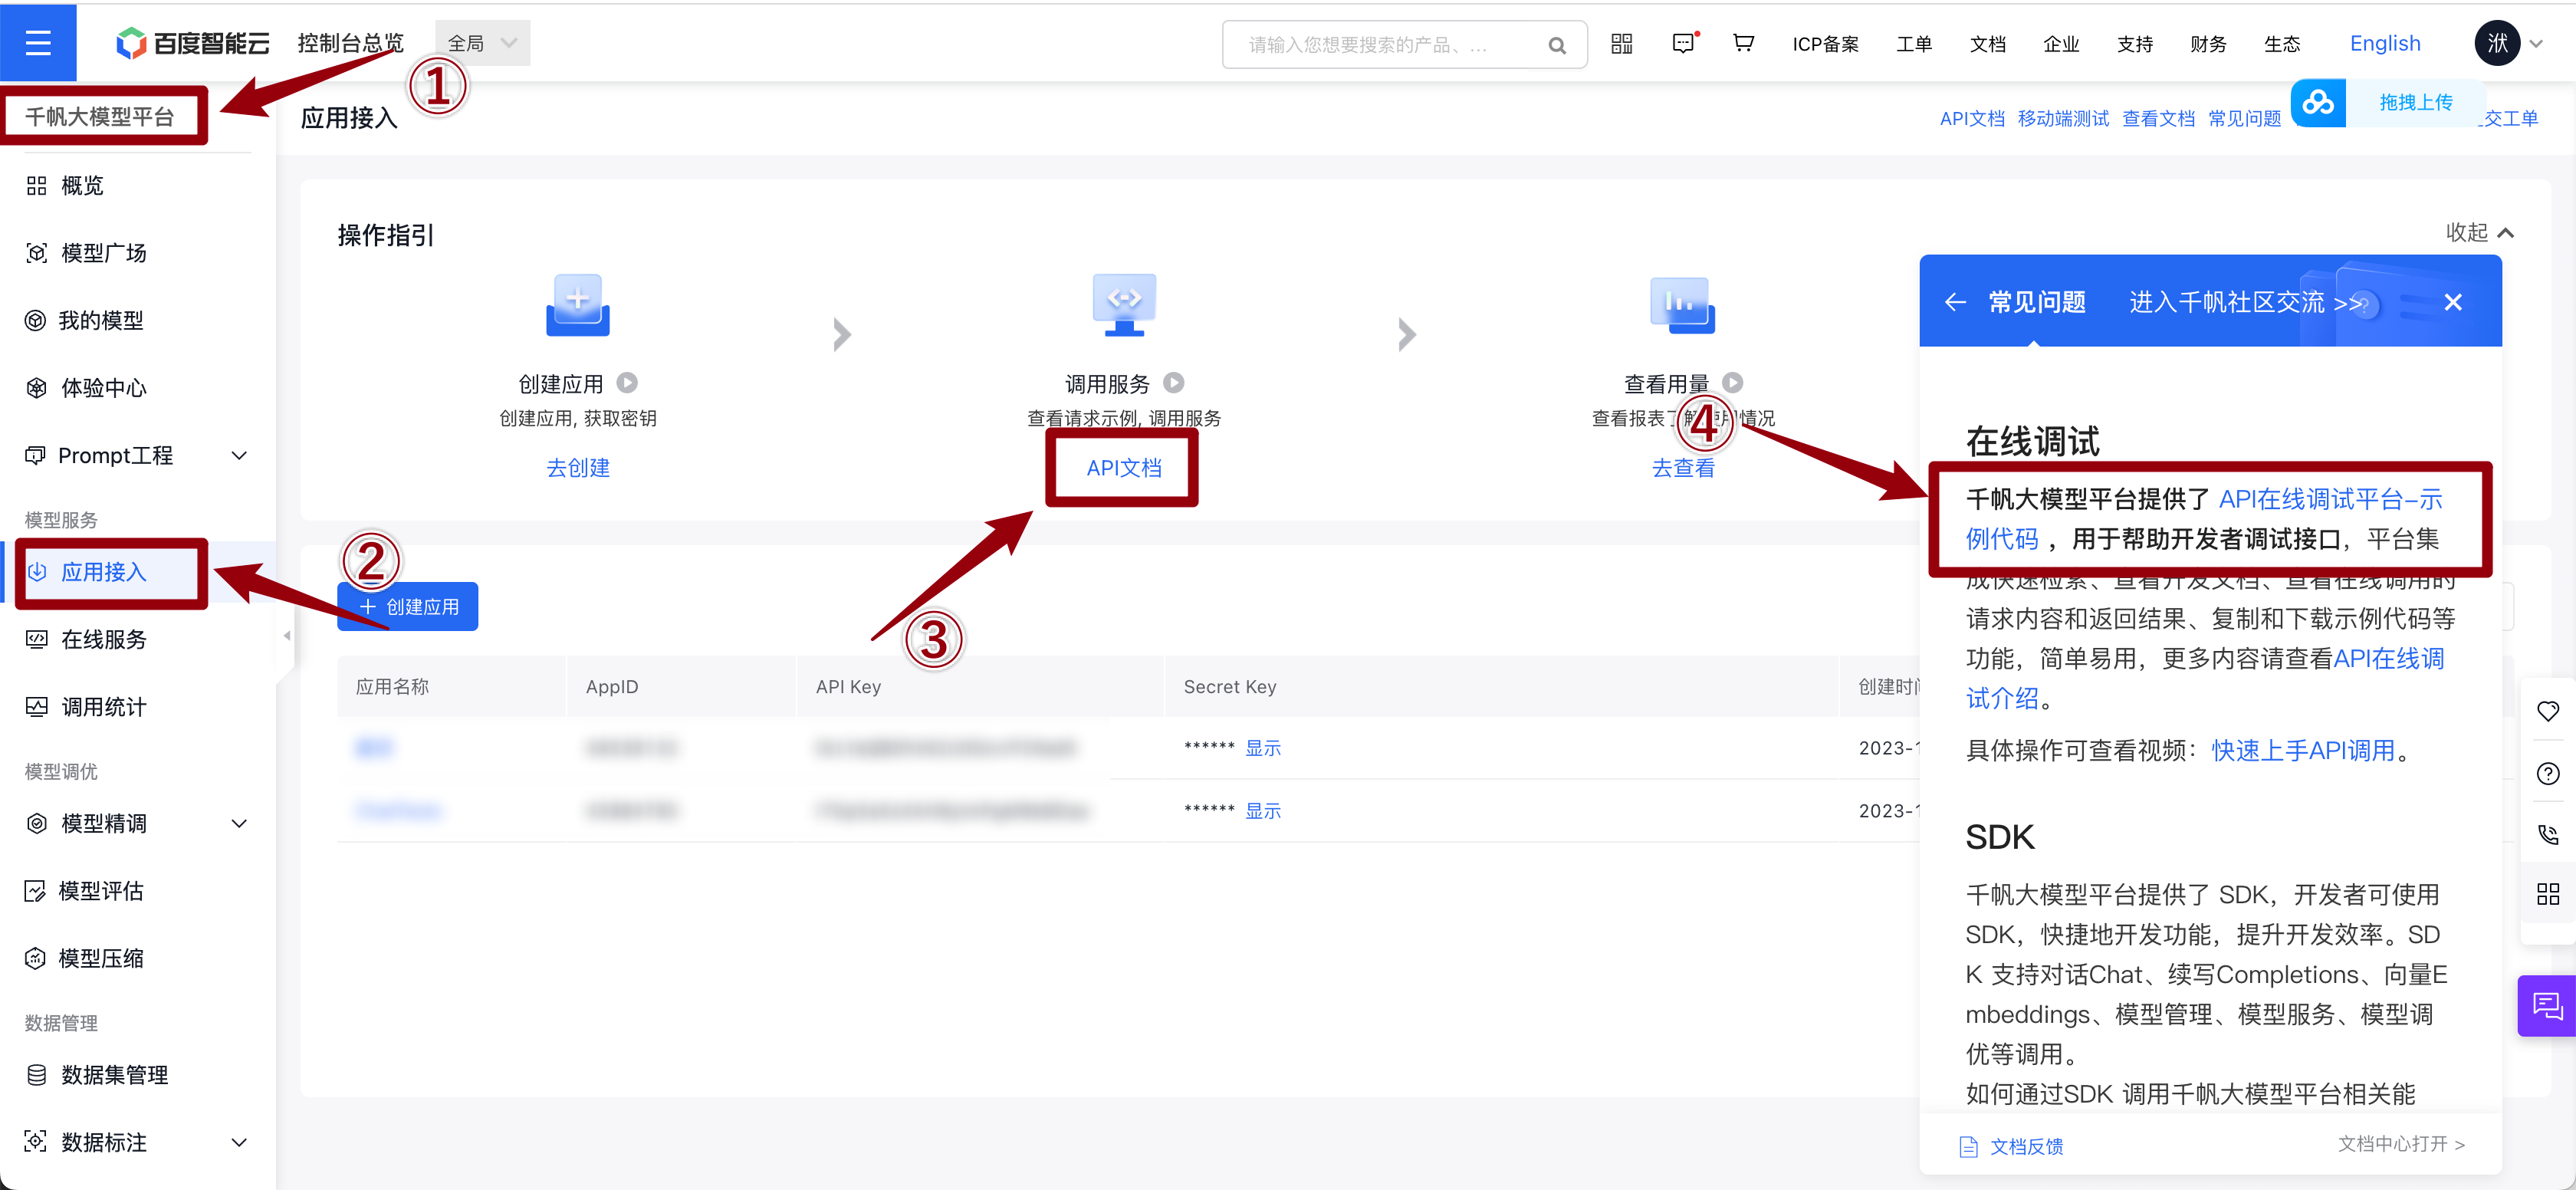 百度智能云
控制台总览
全局
请输入您想要搜索的产品、...
ICP备案
工单
文档
企业
支持
财务
生态
English
洑
①
千帆大模型平台
应用接入
API文档 移动端测试 查看文档 常见问题
拖拽上传
交工单
概览
模型广场
我的模型
体验中心
Prompt工程
模型服务
应用接入
在线服务
调用统计
模型调优
模型精调
模型评估
模型压缩
数据管理
数据集管理
数据标注
操作指引
收起
创建应用
创建应用, 获取密钥
去创建
调用服务
查看请求示例, 调用服务
API文档
查看用量
查看报表了解使用情况
去查看
④
②
③
+ 创建应用
应用名称
AppID
API Key
Secret Key
创建时间
****** 显示
2023-1
****** 显示
2023-1
常见问题
进入千帆社区交流 >>
在线调试
千帆大模型平台提供了 API在线调试平台-示
例代码 ，用于帮助开发者调试接口，平台集
成快速检索、查看开发文档、查看在线调用的
请求内容和返回结果、复制和下载示例代码等
功能，简单易用，更多内容请查看API在线调
试介绍。
具体操作可查看视频：快速上手API调用。
SDK
千帆大模型平台提供了 SDK，开发者可使用
SDK，快捷地开发功能，提升开发效率。SD
K 支持对话Chat、续写Completions、向量E
mbeddings、模型管理、模型服务、模型调
优等调用。
如何通过SDK 调用千帆大模型平台相关能
文档反馈
文档中心打开 >